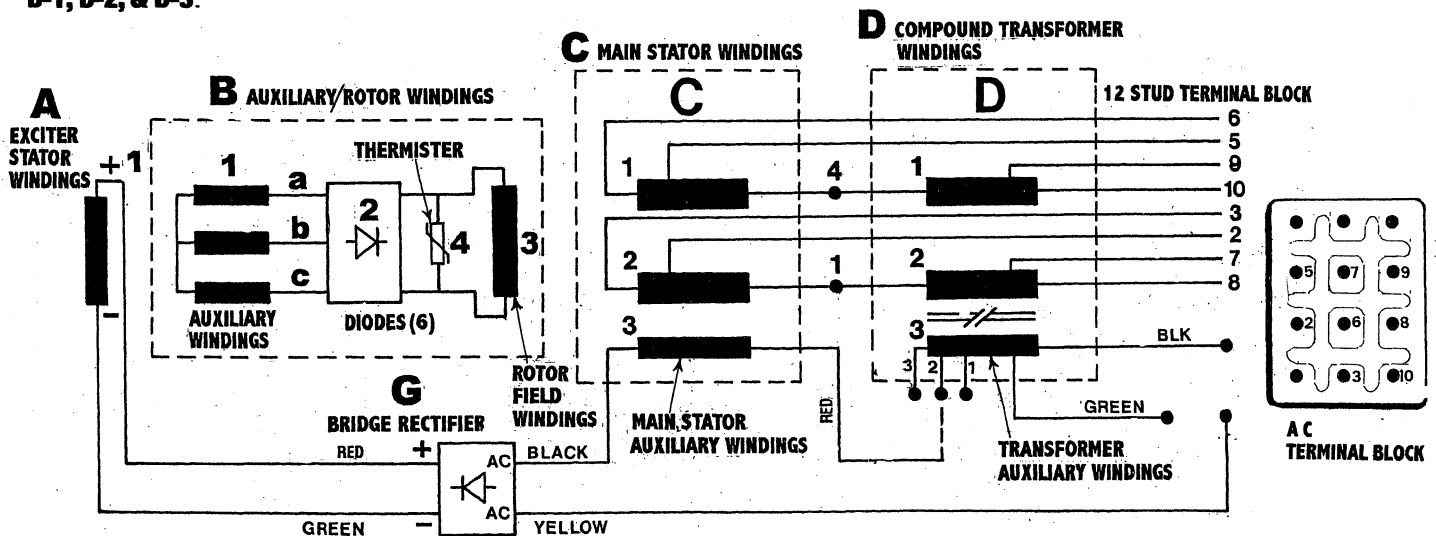 D-1, D-2, & D-3.
A
EXCITER
STATOR
WINDINGS
+ 1
−
B AUXILIARY/ROTOR WINDINGS
1
a
b
c
AUXILIARY
WINDINGS
2
DIODES (6)
THERMISTER
4
3
ROTOR
FIELD
WINDINGS
C MAIN STATOR WINDINGS
C
1
2
3
4
1
MAIN STATOR
AUXILIARY WINDINGS
RED
D COMPOUND TRANSFORMER
WINDINGS
D
1
2
3
3 2 1
TRANSFORMER
AUXILIARY WINDINGS
BLK
GREEN
12 STUD TERMINAL BLOCK
6
5
9
10
3
2
7
8
5 7 9
2 6 8
3 10
A C
TERMINAL BLOCK
G
BRIDGE RECTIFIER
RED
+
AC
BLACK
AC
GREEN
−
YELLOW